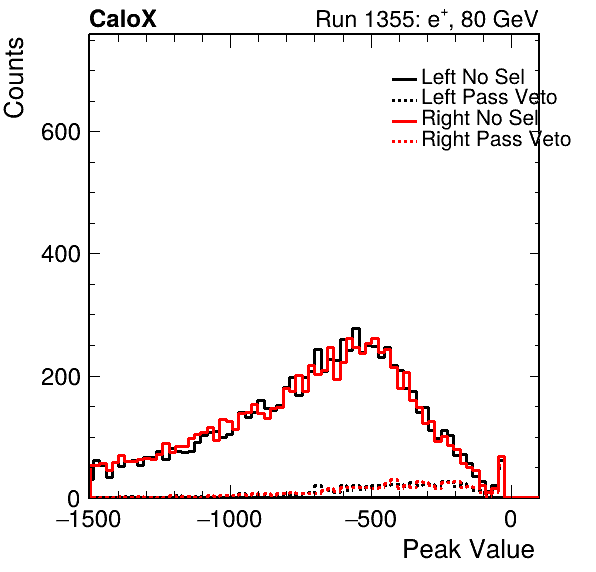 CaloX Run 1355: e⁺, 80 GeV
Counts
Left No Sel
Left Pass Veto
Right No Sel
Right Pass Veto
600
400
200
0
−1500 −1000 −500 0
Peak Value